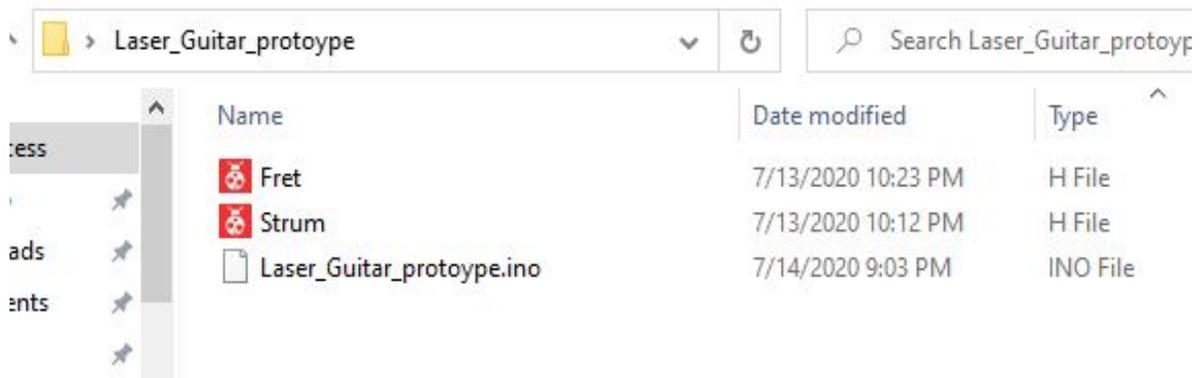 Laser_Guitar_protoype Search Laser_Guitar_protoyp
Name Date modified Type
cess
Fret 7/13/2020 10:23 PM H File
Strum 7/13/2020 10:12 PM H File
ads
Laser_Guitar_protoype.ino 7/14/2020 9:03 PM INO File
ents